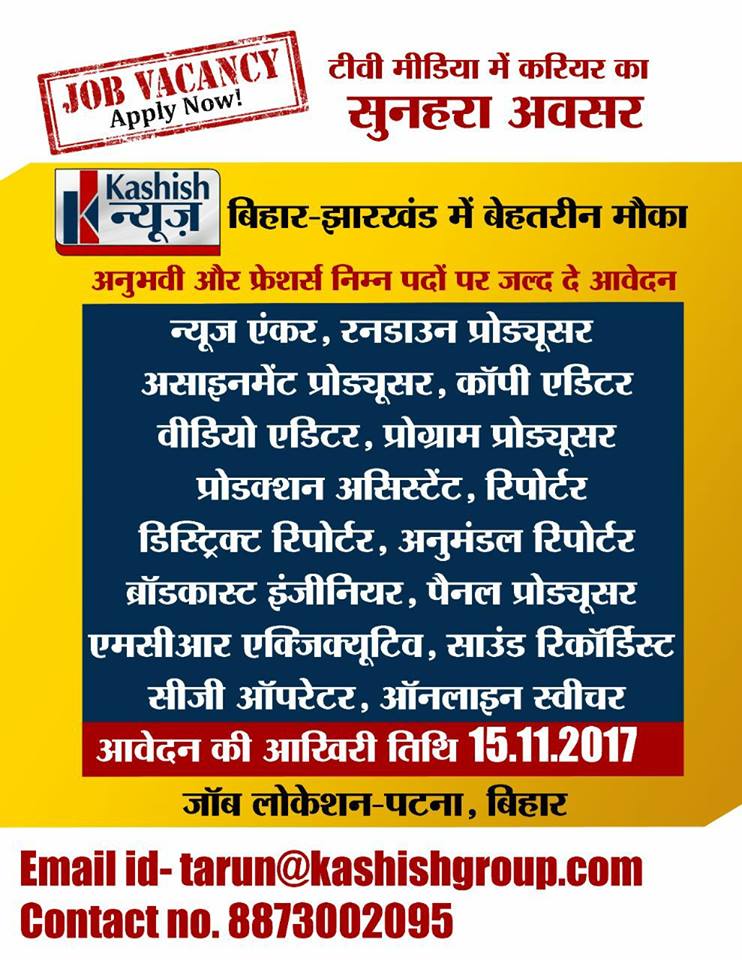 JOB VACANCY
Apply Now!
टीवी मीडिया में करियर का
सुनहरा अवसर
Kashish
न्यूज़
बिहार-झारखंड में बेहतरीन मौका
अनुभवी और फ्रेशर्स निम्न पदों पर जल्द दे आवेदन
न्यूज एंकर, रनडाउन प्रोड्यूसर
असाइनमेंट प्रोड्यूसर, कॉपी एडिटर
वीडियो एडिटर, प्रोग्राम प्रोड्यूसर
प्रोडक्शन असिस्टेंट, रिपोर्टर
डिस्ट्रिक्ट रिपोर्टर, अनुमंडल रिपोर्टर
ब्रॉडकास्ट इंजीनियर, पैनल प्रोड्यूसर
एमसीआर एक्जिक्यूटिव, साउंड रिकॉर्डिस्ट
सीजी ऑपरेटर, ऑनलाइन स्वीचर
आवेदन की आखिरी तिथि 15.11.2017
जॉब लोकेशन-पटना, बिहार
Email id- tarun@kashishgroup.com
Contact no. 8873002095